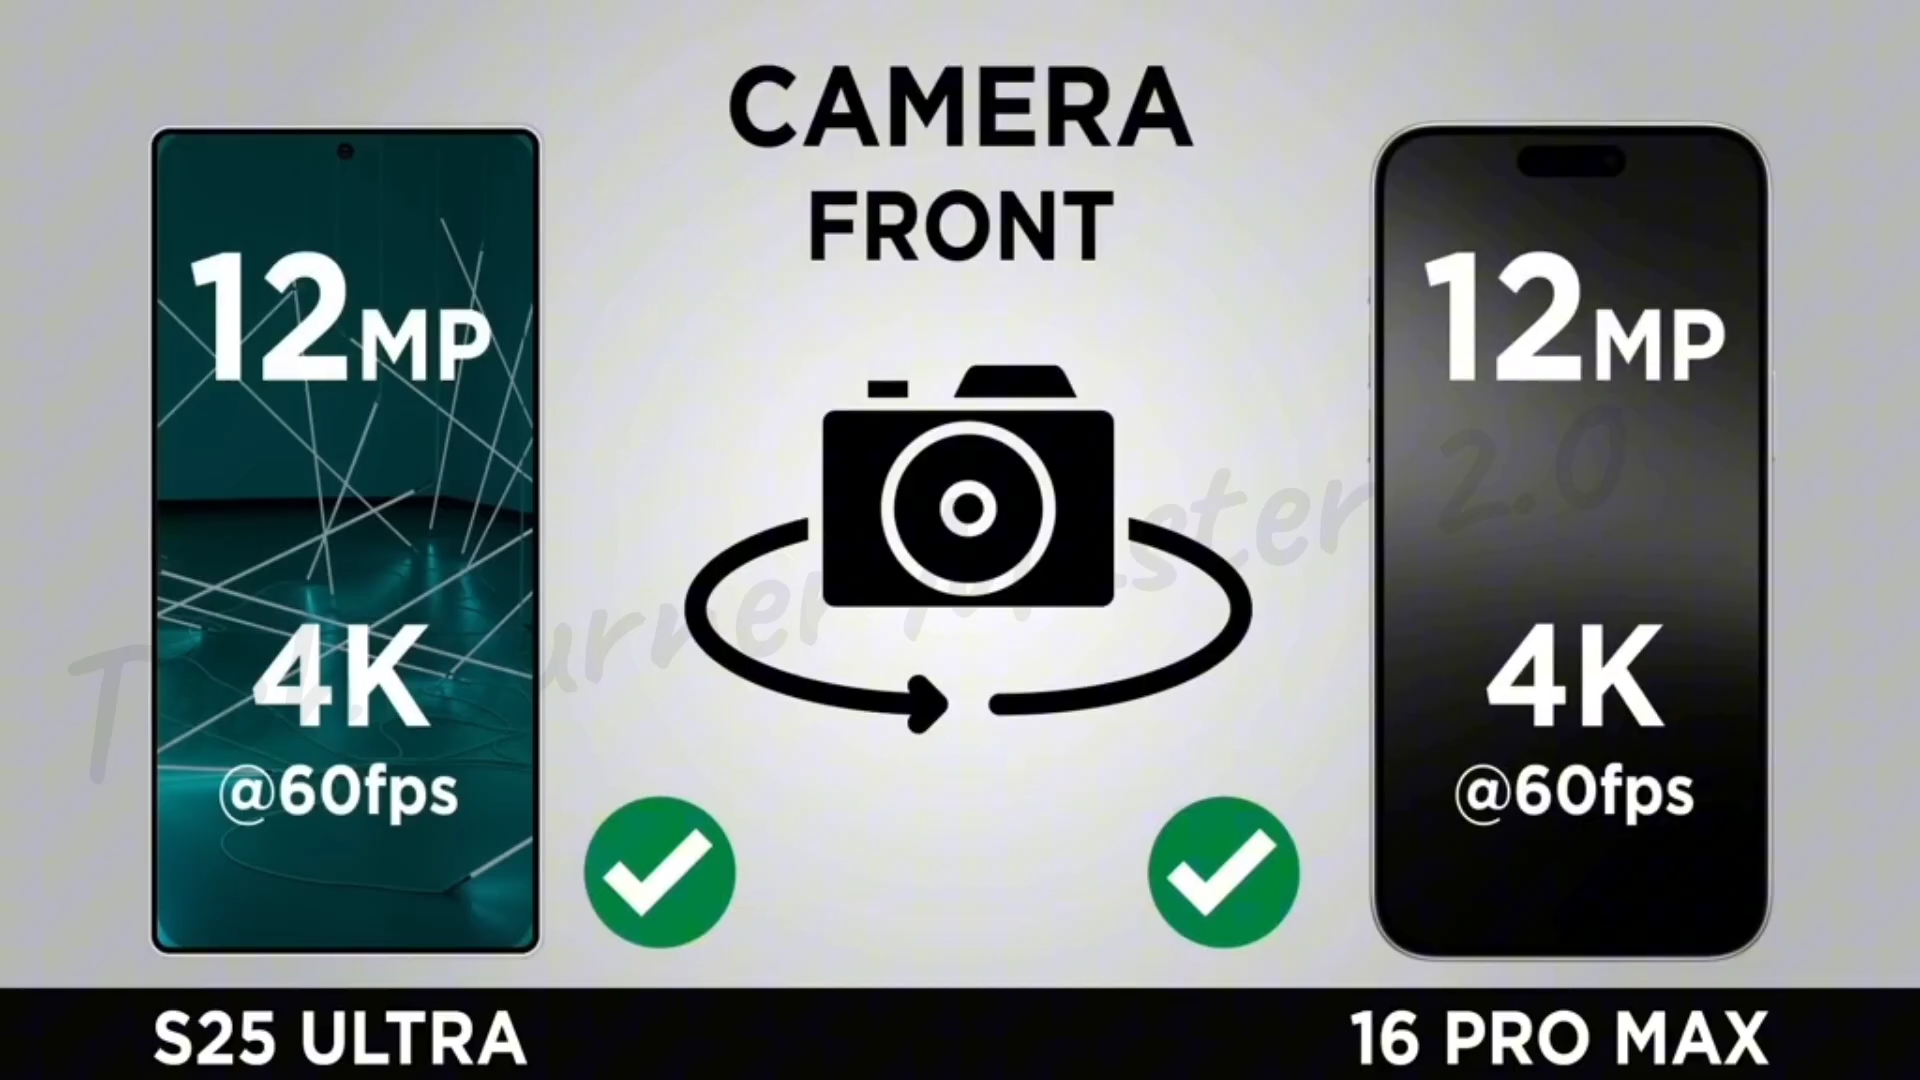 CAMERA
FRONT
12MP
12MP
4K
4K
@60fps
@60fps
S25 ULTRA
16 PRO MAX